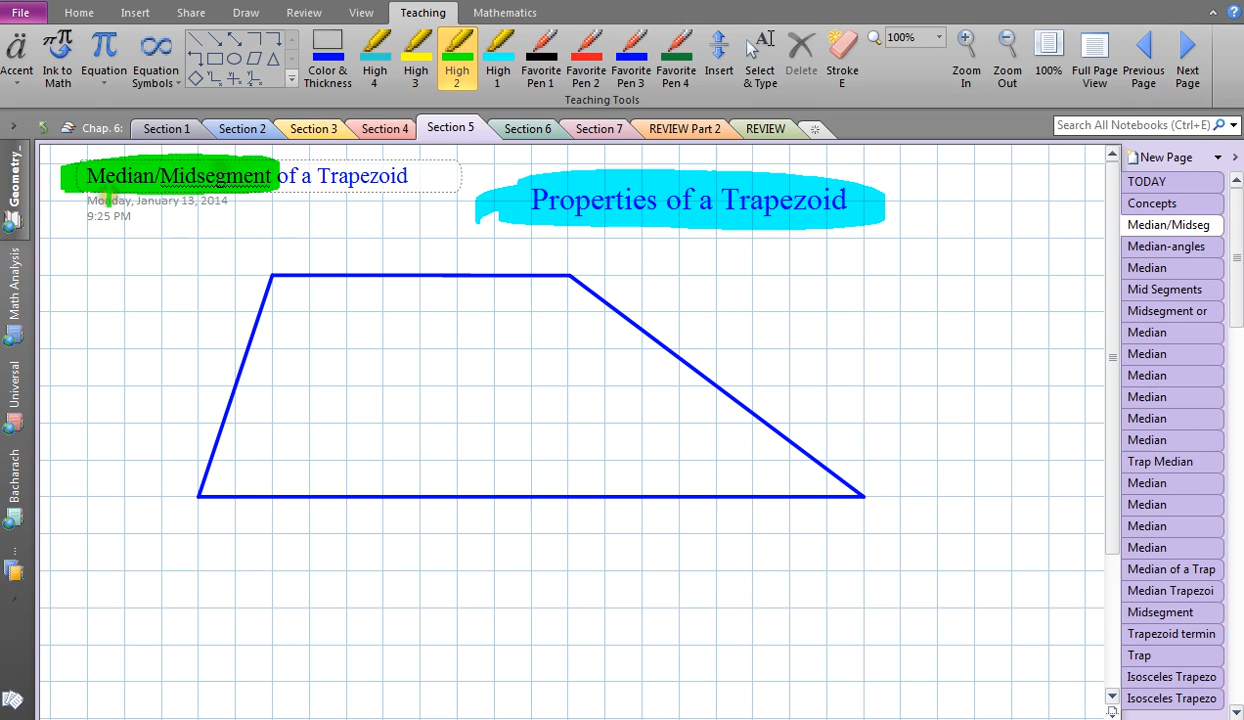 File Home Insert Share Draw Review View Teaching Mathematics
Accent Ink to Math Equation Equation Symbols Color & Thickness High 4 High 3 High 2 High 1 Favorite Pen 1 Favorite Pen 2 Favorite Pen 3 Favorite Pen 4 Insert Select & Type Delete Stroke E 100% Zoom In Zoom Out 100% Full Page View Previous Page Next Page
Teaching Tools
Chap. 6: Section 1 Section 2 Section 3 Section 4 Section 5 Section 6 Section 7 REVIEW Part 2 REVIEW Search All Notebooks (Ctrl+E)
Geometry_
Math Analysis
Universal
Bacharach
Median/Midsegment of a Trapezoid
Monday, January 13, 2014
9:25 PM
Properties of a Trapezoid
New Page
TODAY
Concepts
Median/Midseg
Median-angles
Median
Mid Segments
Midsegment or
Median
Median
Median
Median
Median
Median
Trap Median
Median
Median
Median
Median
Median of a Trap
Median Trapezoi
Midsegment
Trapezoid termin
Trap
Isosceles Trapezo
Isosceles Trapezo